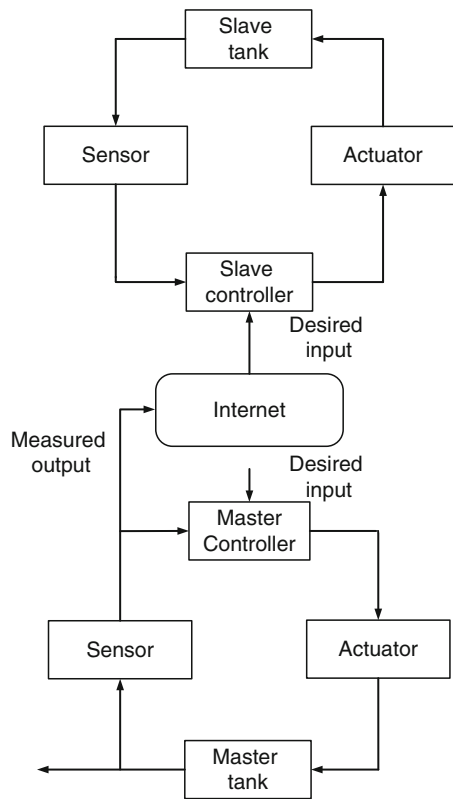 Slave
tank
Sensor
Actuator
Slave
controller
Desired
input
Internet
Measured
output
Desired
input
Master
Controller
Sensor
Actuator
Master
tank